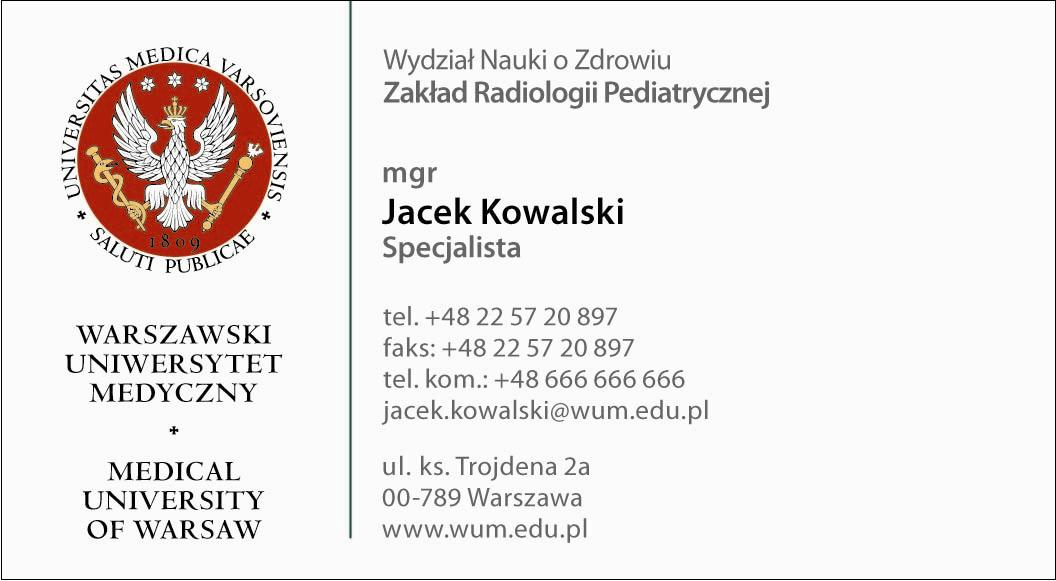 UNIVERSITAS MEDICA VARSOVIENSIS
SALUTI PUBLICAE
1809
WARSZAWSKI
UNIWERSYTET
MEDYCZNY
MEDICAL
UNIVERSITY
OF WARSAW
Wydział Nauki o Zdrowiu
Zakład Radiologii Pediatrycznej
mgr
Jacek Kowalski
Specjalista
tel. +48 22 57 20 897
faks: +48 22 57 20 897
tel. kom.: +48 666 666 666
jacek.kowalski@wum.edu.pl
ul. ks. Trojdena 2a
00-789 Warszawa
www.wum.edu.pl